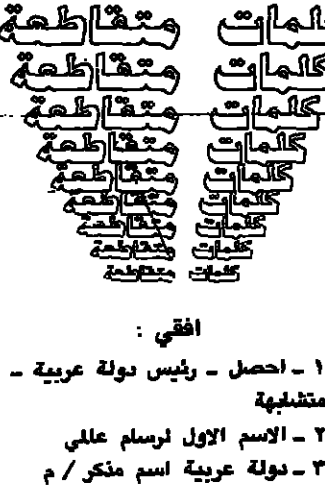 كلمات متقاطعة
كلمات متقاطعة
كلمات متقاطعة
كلمات متقاطعة
كلمات متقاطعة
كلمات متقاطعة
كلمات متقاطعة
كلمات متقاطعة
كلمات متقاطعة
افقي :
١ ـ احصل ـ رئيس دولة عربية ـ
متشابهة
٢ ـ الاسم الاول لرسام عالمي
٣ ـ دولة عربية اسم مذكر / م